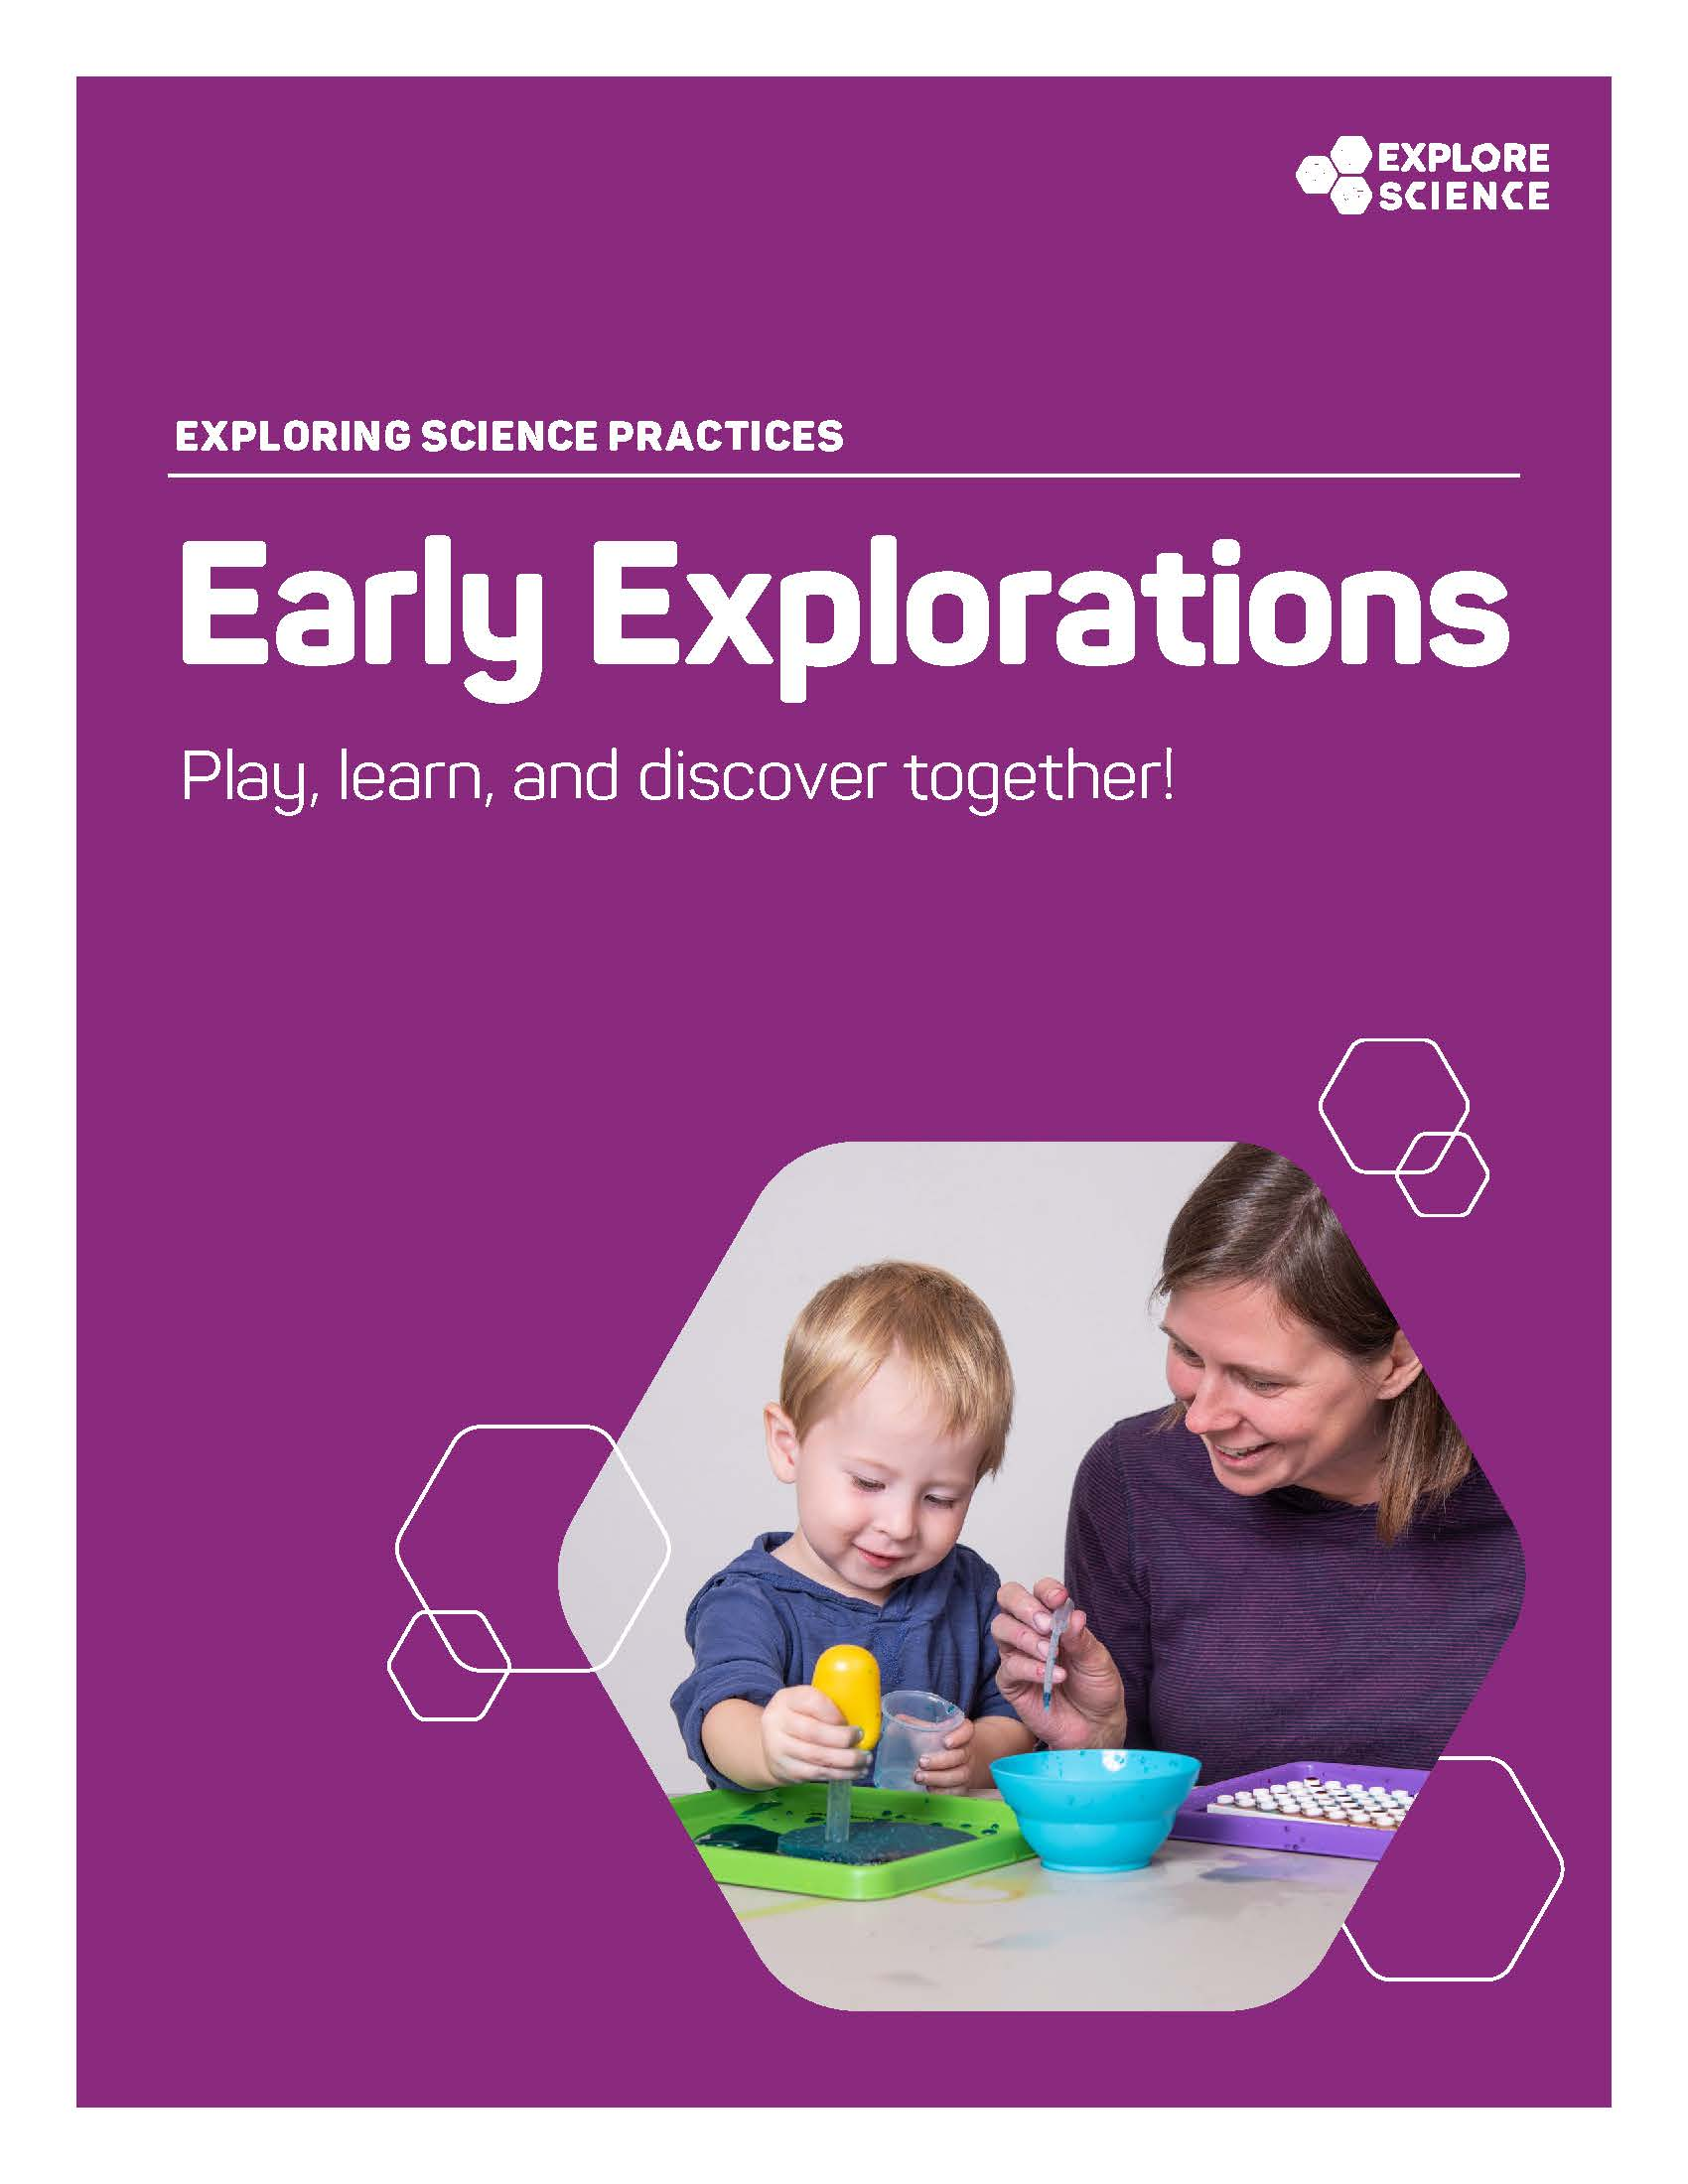 EXPLORE
SCIENCE
EXPLORING SCIENCE PRACTICES
Early Explorations
Play, learn, and discover together!